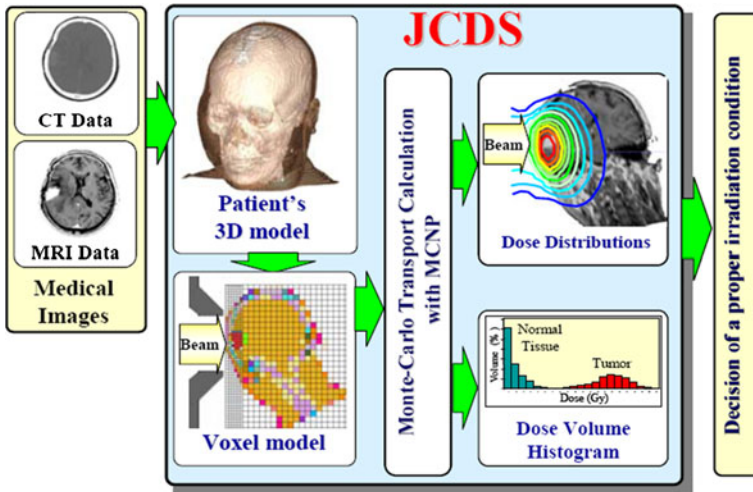 JCDS
CT Data
MRI Data
Medical
Images
Patient's
3D model
Beam
Voxel model
Monte-Carlo Transport Calculation
with MCNP
Beam
Dose Distributions
Volume (%)
Normal
Tissue
Tumor
Dose (Gy)
Dose Volume
Histogram
Decision of a proper irradiation condition